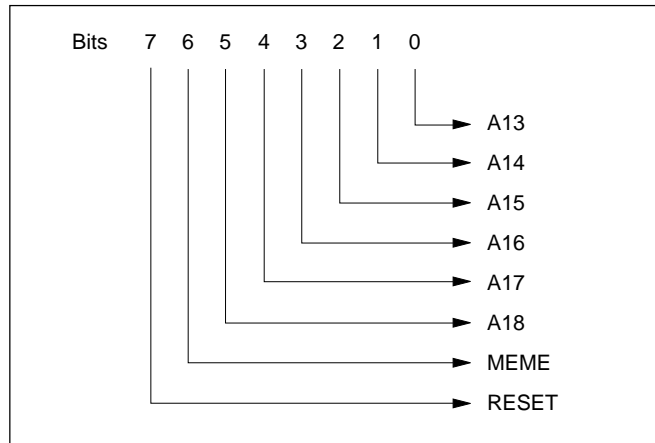 Bits 7 6 5 4 3 2 1 0
A13
A14
A15
A16
A17
A18
MEME
RESET